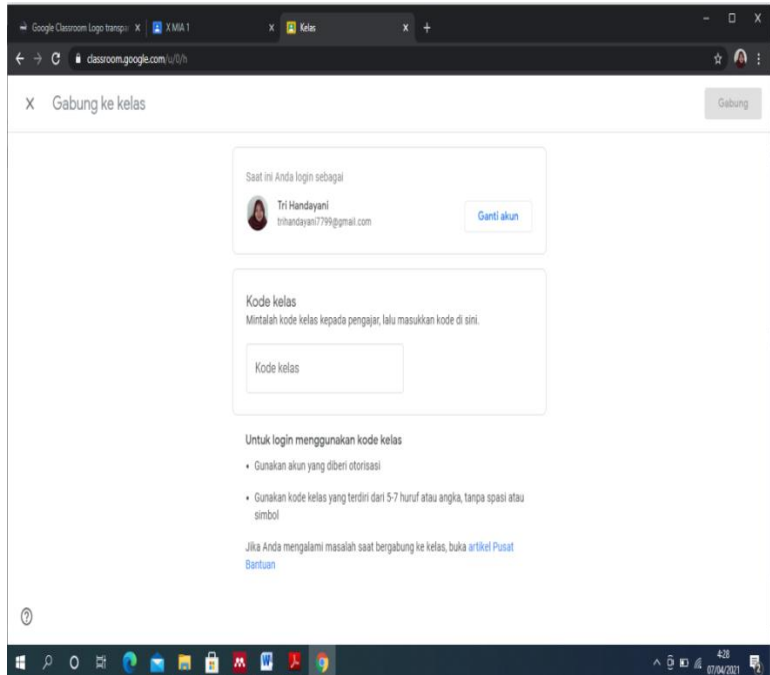 Google Classroom Logo transpa
X MIA 1
Kelas
classroom.google.com/u/0/h
Gabung ke kelas
Gabung
Saat ini Anda login sebagai
Tri Handayani
trihandayani7799@gmail.com
Ganti akun
Kode kelas
Mintalah kode kelas kepada pengajar, lalu masukkan kode di sini.
Kode kelas
Untuk login menggunakan kode kelas
• Gunakan akun yang diberi otorisasi
• Gunakan kode kelas yang terdiri dari 5-7 huruf atau angka, tanpa spasi atau
simbol
Jika Anda mengalami masalah saat bergabung ke kelas, buka artikel Pusat
Bantuan
4:28
07/04/2021